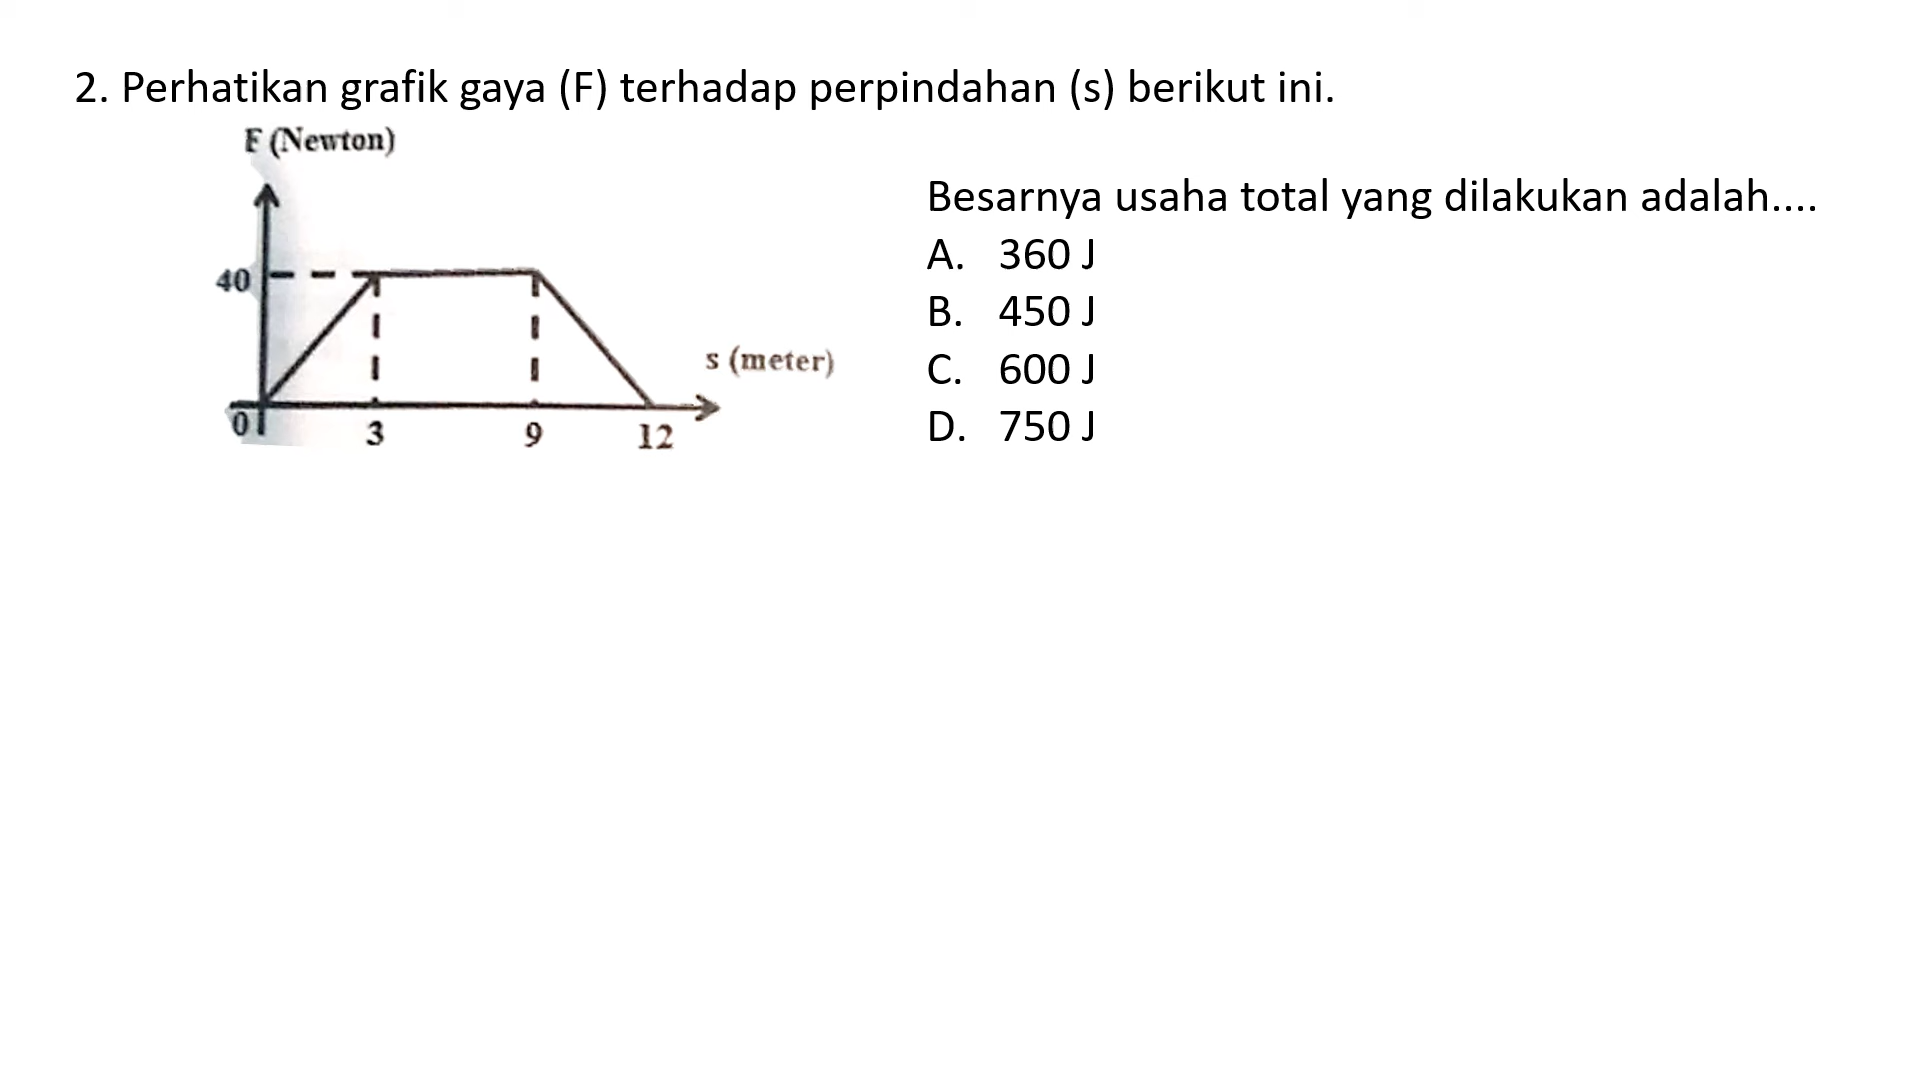 2. Perhatikan grafik gaya (F) terhadap perpindahan (s) berikut ini.
F (Newton)
40
s (meter)
0
3
9
12
Besarnya usaha total yang dilakukan adalah....
A. 360 J
B. 450 J
C. 600 J
D. 750 J